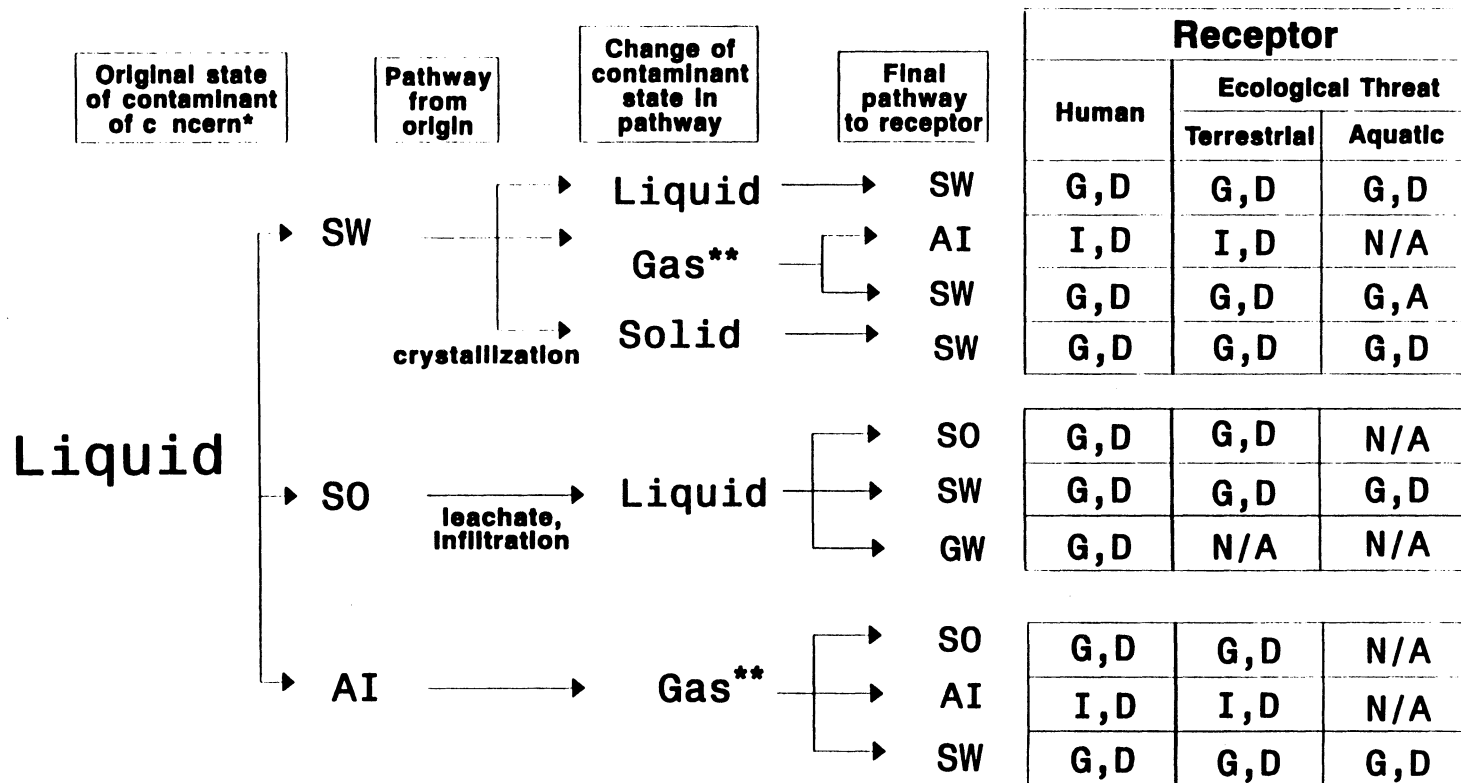 Receptor
Original state
of contaminant
of c ncern*
Pathway
from
origin
Change of
contaminant
state in
pathway
Final
pathway
to receptor
Human
Ecological Threat
Terrestrial
Aquatic
Liquid
SW
crystallization
Liquid
SW
G,D
G,D
G,D
Gas**
AI
I,D
I,D
N/A
SW
G,D
G,D
G,A
Solid
SW
G,D
G,D
G,D
SO
leachate,
infiltration
Liquid
SO
G,D
G,D
N/A
SW
G,D
G,D
G,D
GW
G,D
N/A
N/A
AI
Gas**
SO
G,D
G,D
N/A
AI
I,D
I,D
N/A
SW
G,D
G,D
G,D